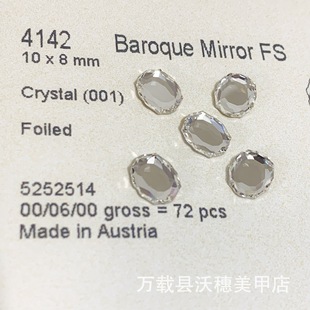 4142 Baroque Mirror FS
10 x 8 mm
Crystal (001)
Foiled
5252514
00/06/00 gross = 72 pcs
Made in Austria
万载县沃穗美甲店